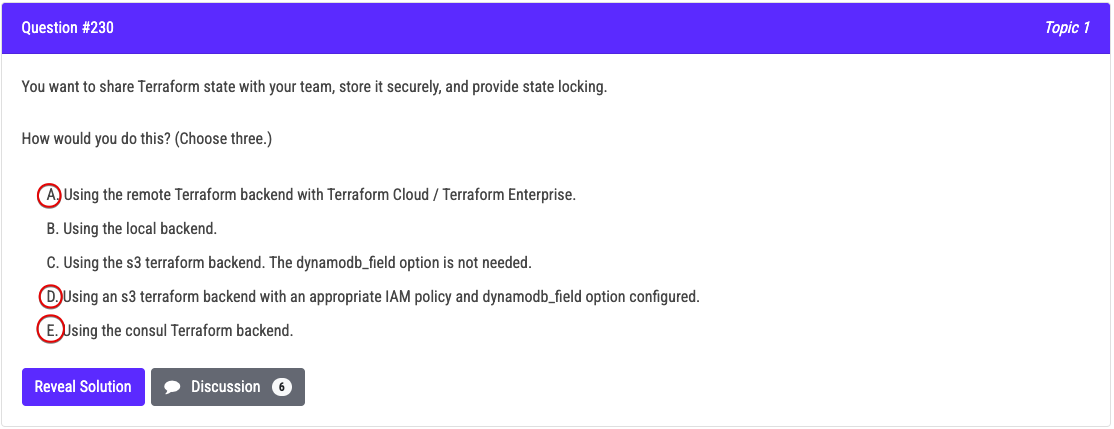 Question #230
Topic 1
You want to share Terraform state with your team, store it securely, and provide state locking.
How would you do this? (Choose three.)
A. Using the remote Terraform backend with Terraform Cloud / Terraform Enterprise.
B. Using the local backend.
C. Using the s3 terraform backend. The dynamodb_field option is not needed.
D. Using an s3 terraform backend with an appropriate IAM policy and dynamodb_field option configured.
E. Using the consul Terraform backend.
Reveal Solution
Discussion 6